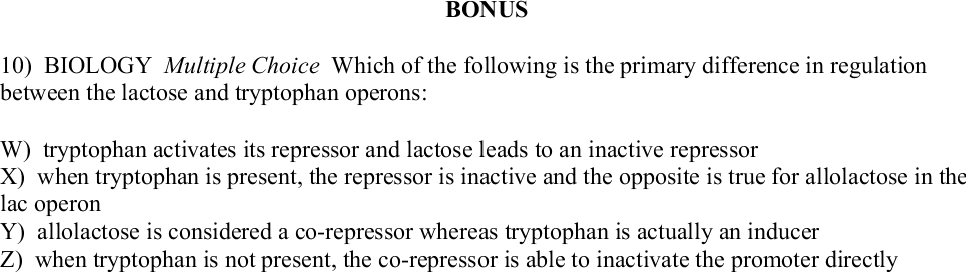 BONUS
10) BIOLOGY Multiple Choice Which of the following is the primary difference in regulation
between the lactose and tryptophan operons:
W) tryptophan activates its repressor and lactose leads to an inactive repressor
X) when tryptophan is present, the repressor is inactive and the opposite is true for allolactose in the
lac operon
Y) allolactose is considered a co-repressor whereas tryptophan is actually an inducer
Z) when tryptophan is not present, the co-repressor is able to inactivate the promoter directly